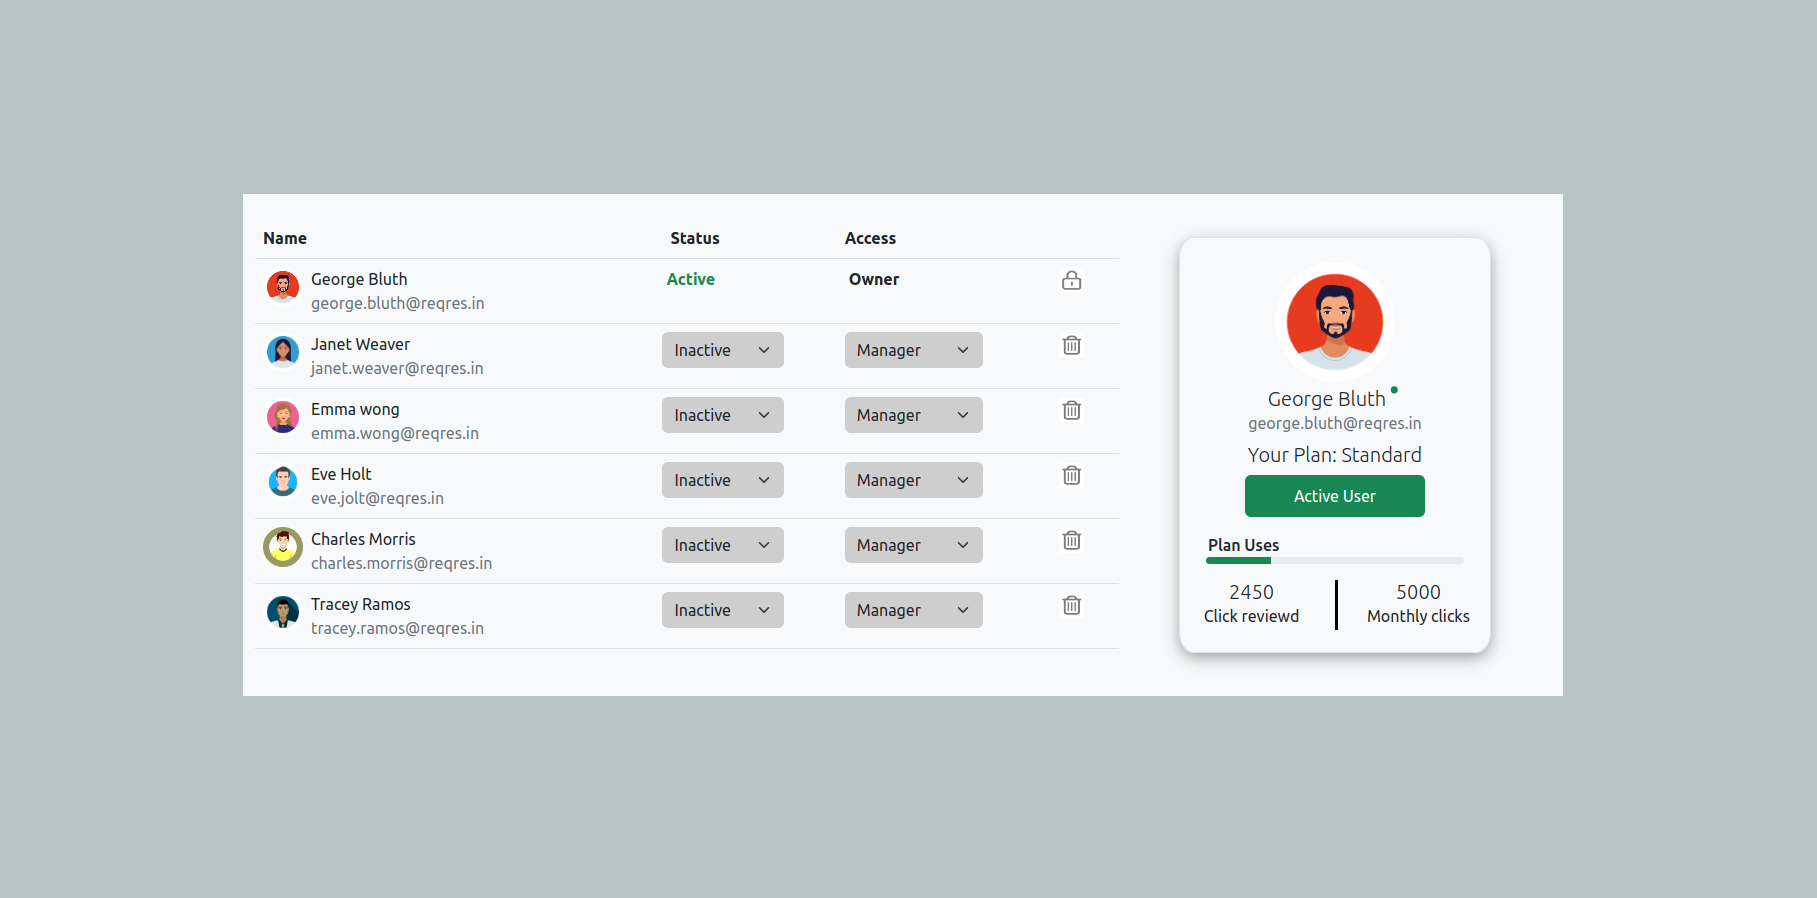 Name Status Access
George Bluth Active Owner
george.bluth@reqres.in
Janet Weaver Inactive Manager
janet.weaver@reqres.in
Emma wong Inactive Manager
emma.wong@reqres.in
Eve Holt Inactive Manager
eve.jolt@reqres.in
Charles Morris Inactive Manager
charles.morris@reqres.in
Tracey Ramos Inactive Manager
tracey.ramos@reqres.in
George Bluth
george.bluth@reqres.in
Your Plan: Standard
Active User
Plan Uses
2450 5000
Click reviewd Monthly clicks